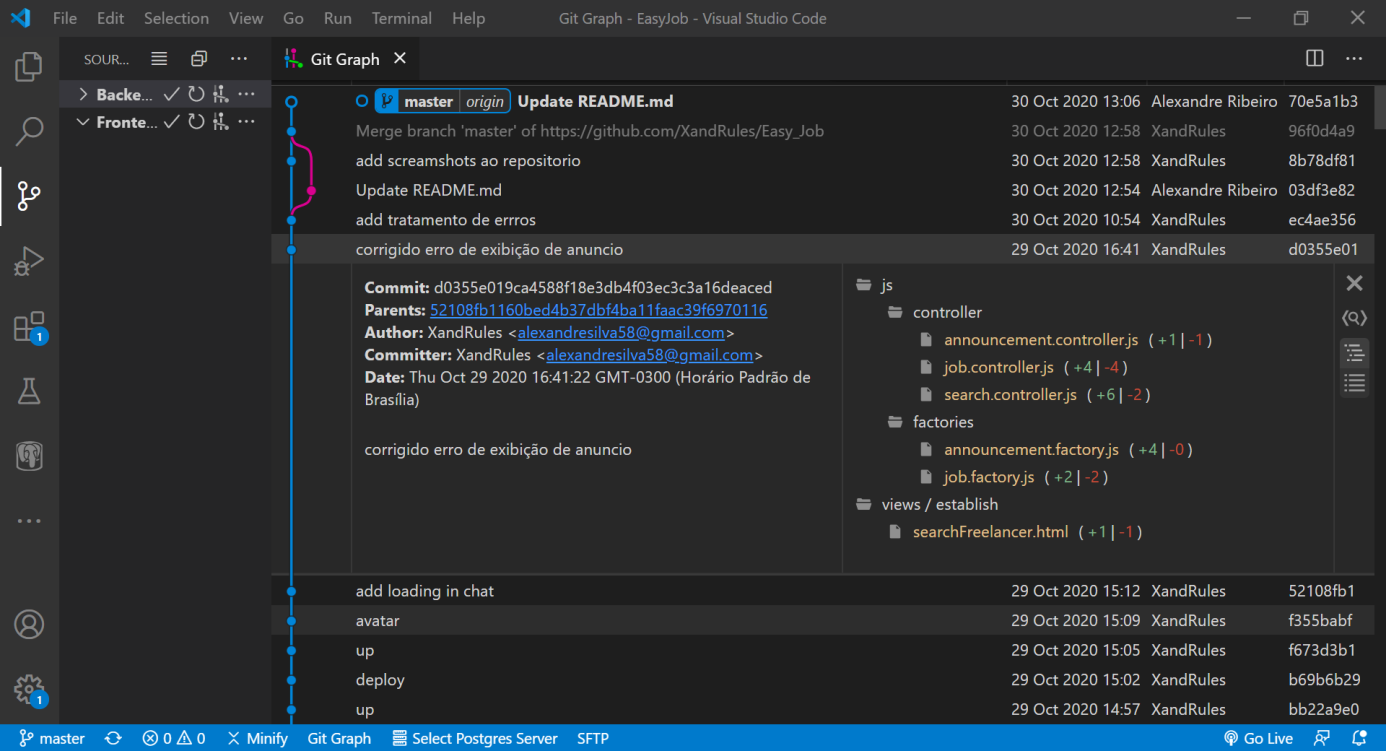 File Edit Selection View Go Run Terminal Help Git Graph - EasyJob - Visual Studio Code
SOUR...
Git Graph
Backe...
Fronte...
master origin Update README.md 30 Oct 2020 13:06 Alexandre Ribeiro 70e5a1b3
Merge branch 'master' of https://github.com/XandRules/Easy_Job 30 Oct 2020 12:58 XandRules 96f0d4a9
add screamshots ao repositorio 30 Oct 2020 12:58 XandRules 8b78df81
Update README.md 30 Oct 2020 12:54 Alexandre Ribeiro 03df3e82
add tratamento de errros 30 Oct 2020 10:54 XandRules ec4ae356
corrigido erro de exibição de anuncio 29 Oct 2020 16:41 XandRules d0355e01
Commit: d0355e019ca4588f18e3db4f03ec3c3a16deaced
Parents: 52108fb1160bed4b37dbf4ba11faac39f6970116
Author: XandRules <alexandresilva58@gmail.com>
Committer: XandRules <alexandresilva58@gmail.com>
Date: Thu Oct 29 2020 16:41:22 GMT-0300 (Horário Padrão de
Brasília)
corrigido erro de exibição de anuncio
js
controller
announcement.controller.js (+1|-1)
job.controller.js (+4|-4)
search.controller.js (+6|-2)
factories
announcement.factory.js (+4|-0)
job.factory.js (+2|-2)
views / establish
searchFreelancer.html (+1|-1)
add loading in chat 29 Oct 2020 15:12 XandRules 52108fb1
avatar 29 Oct 2020 15:09 XandRules f355babf
up 29 Oct 2020 15:05 XandRules f673d3b1
deploy 29 Oct 2020 15:02 XandRules b69b6b29
up 29 Oct 2020 14:57 XandRules bb22a9e0
1
1
master 0 0 Minify Git Graph Select Postgres Server SFTP Go Live